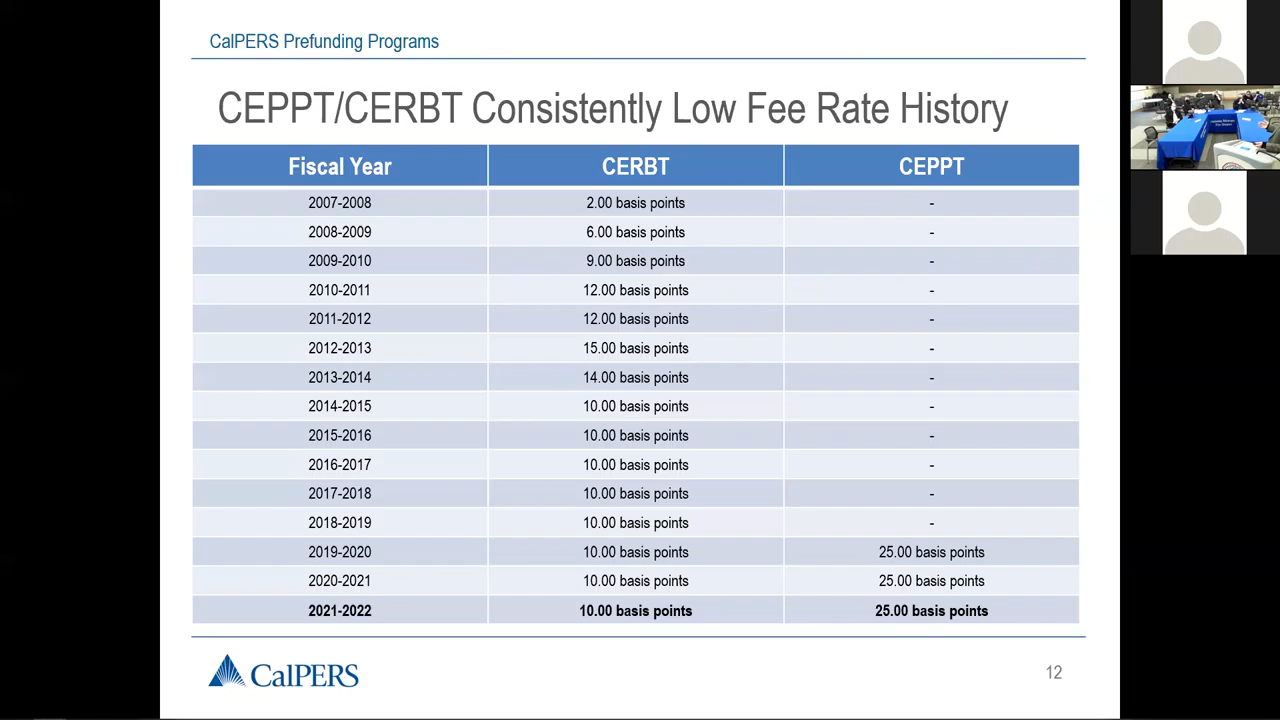 CalPERS Prefunding Programs
CEPPT/CERBT Consistently Low Fee Rate History
Fiscal Year CERBT CEPPT
2007-2008 2.00 basis points -
2008-2009 6.00 basis points -
2009-2010 9.00 basis points -
2010-2011 12.00 basis points -
2011-2012 12.00 basis points -
2012-2013 15.00 basis points -
2013-2014 14.00 basis points -
2014-2015 10.00 basis points -
2015-2016 10.00 basis points -
2016-2017 10.00 basis points -
2017-2018 10.00 basis points -
2018-2019 10.00 basis points -
2019-2020 10.00 basis points 25.00 basis points
2020-2021 10.00 basis points 25.00 basis points
2021-2022 10.00 basis points 25.00 basis points
CalPERS
12